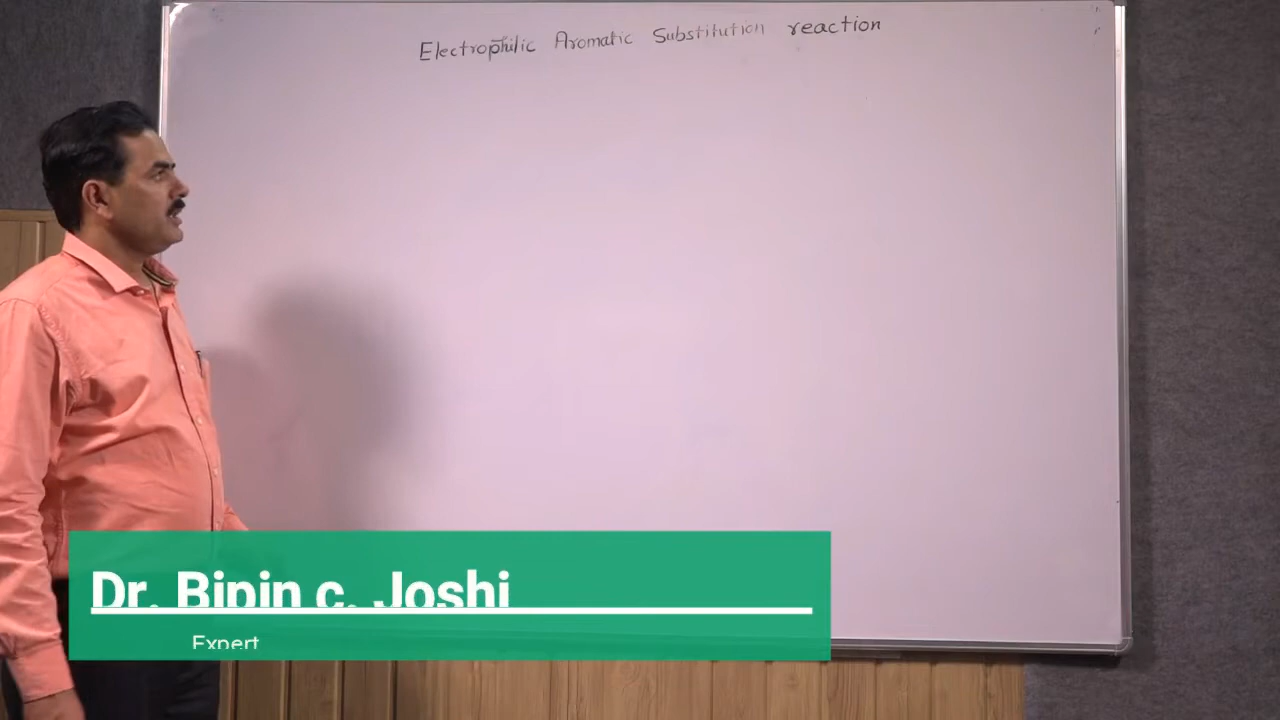 Electrophilic Aromatic Substitution reaction
Dr. Bipin c. Joshi
Expert